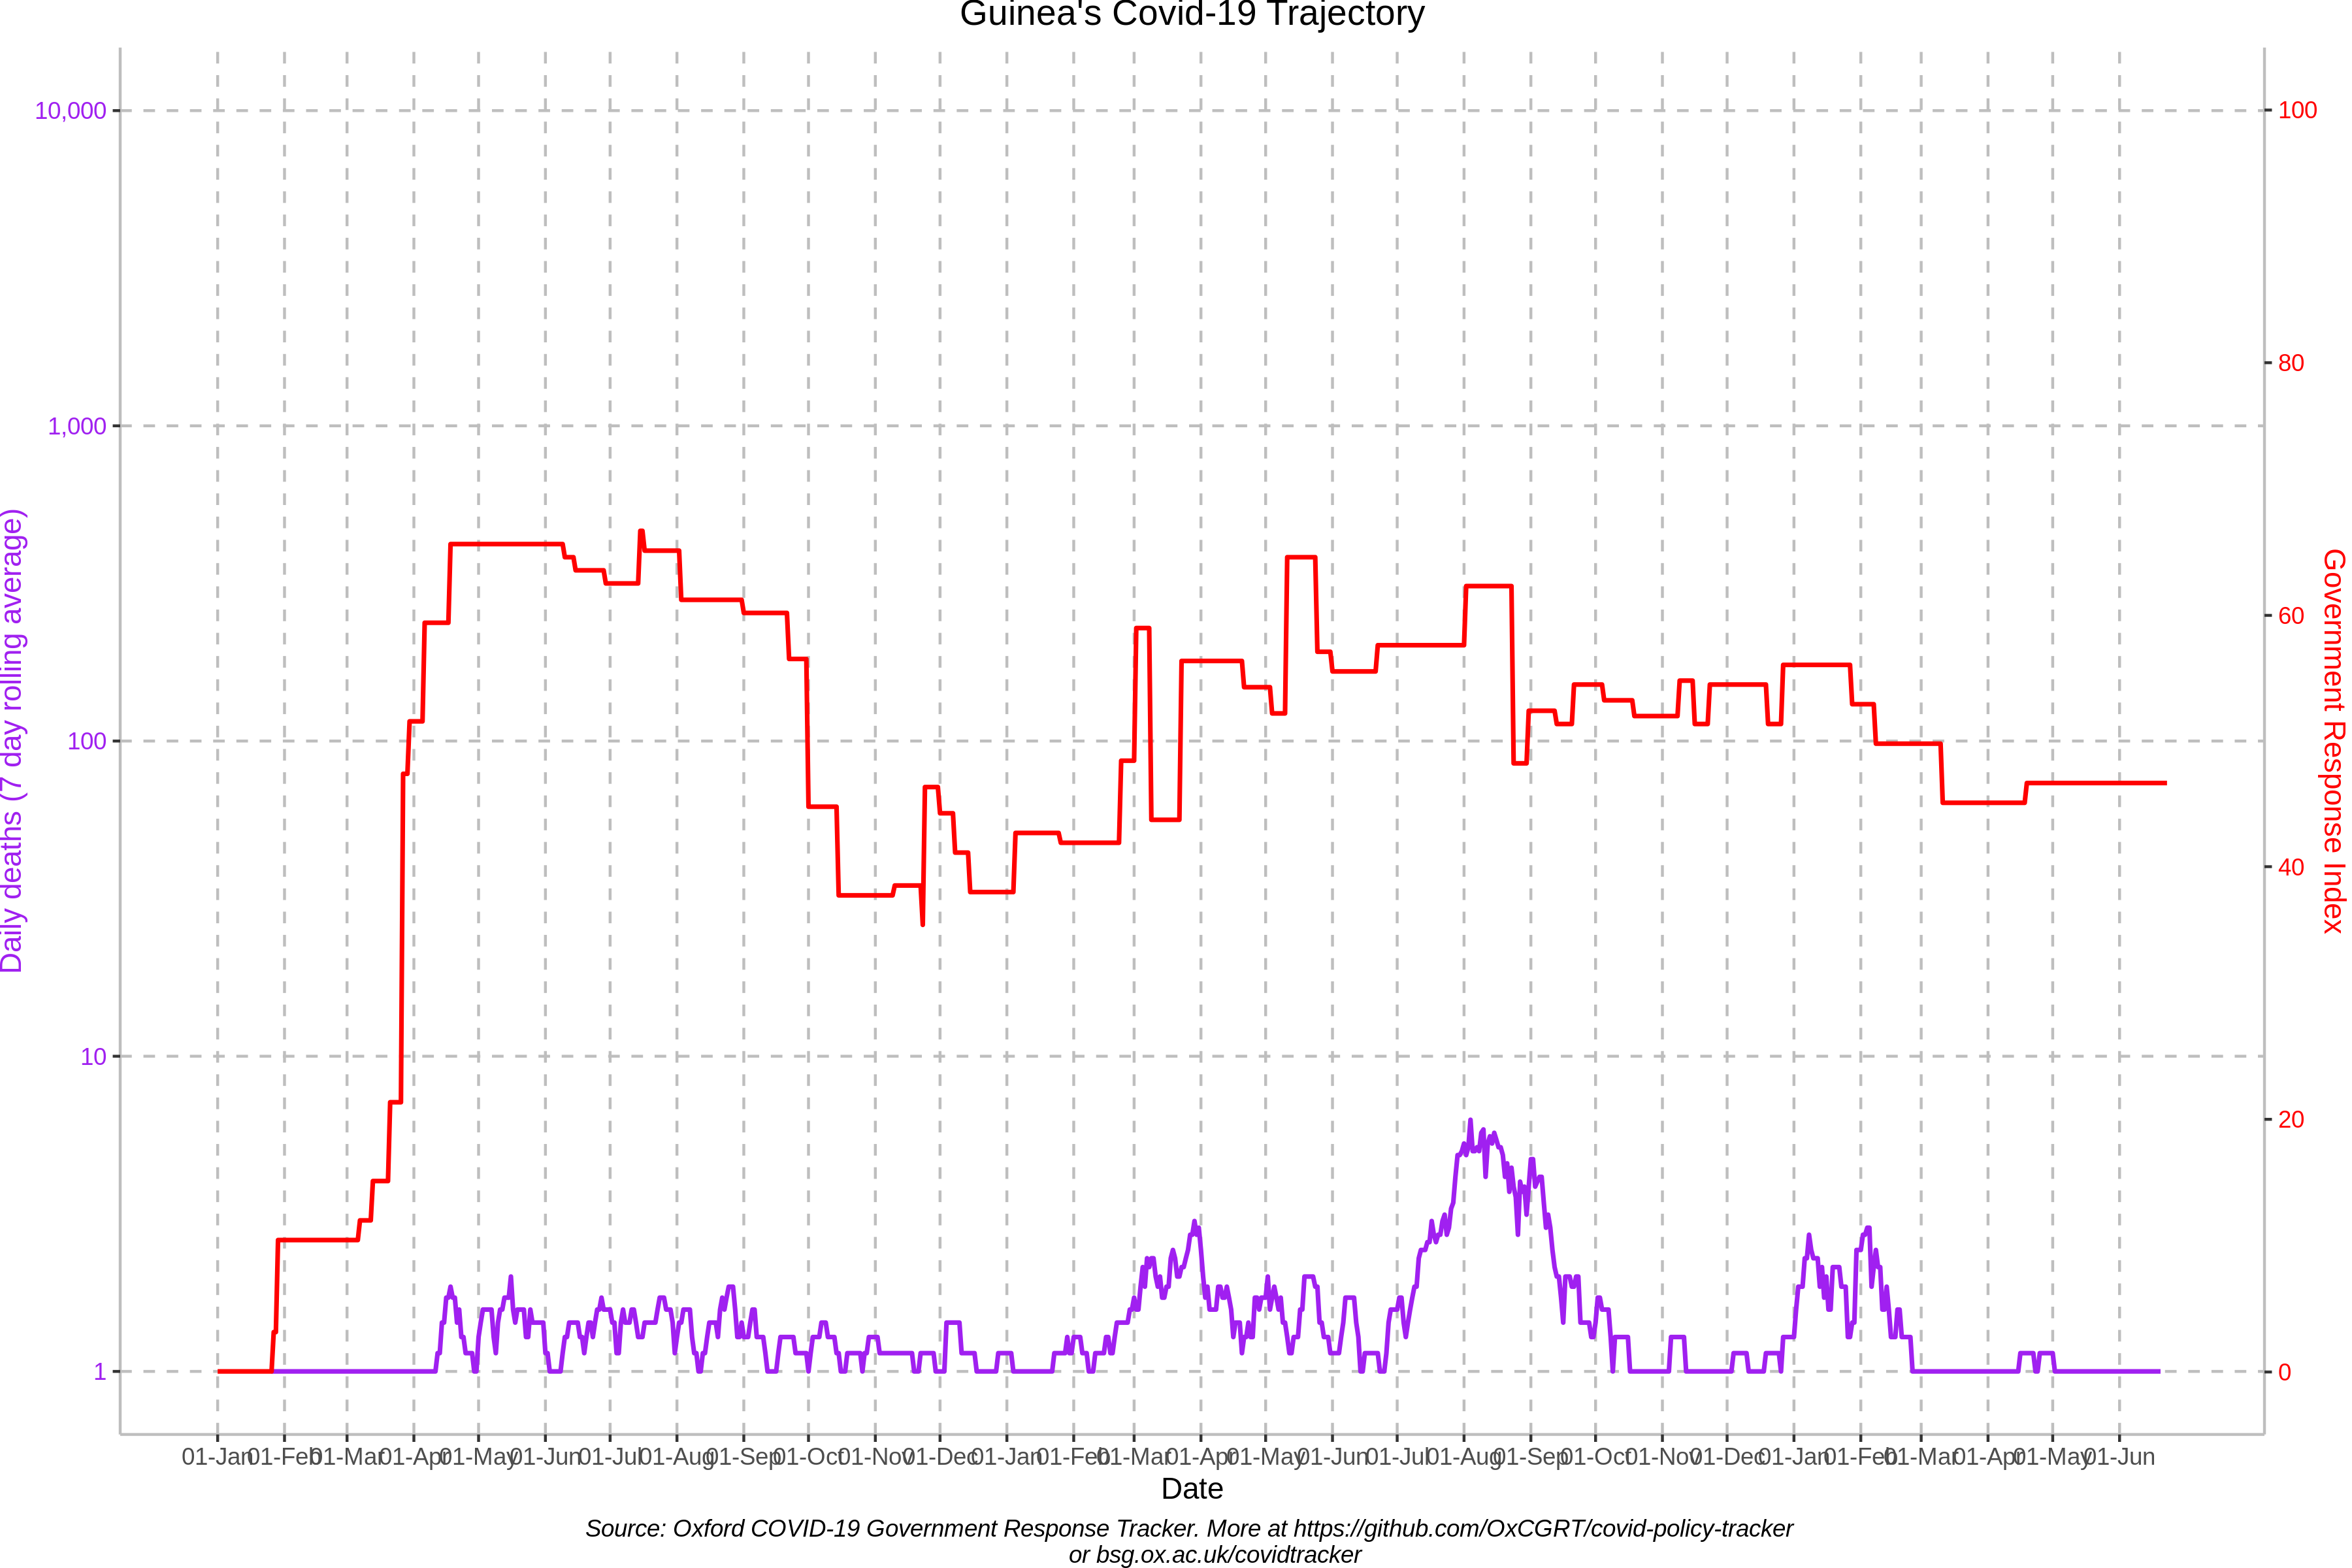 Guinea's Covid-19 Trajectory
10,000
1,000
100
10
1
Daily deaths (7 day rolling average)
100
80
60
40
20
0
Government Response Index
01-Jan 01-Feb 01-Mar 01-Apr 01-May 01-Jun 01-Jul 01-Aug 01-Sep 01-Oct 01-Nov 01-Dec 01-Jan 01-Feb 01-Mar 01-Apr 01-May 01-Jun 01-Jul 01-Aug 01-Sep 01-Oct 01-Nov 01-Dec 01-Jan 01-Feb 01-Mar 01-Apr 01-May 01-Jun
Date
Source: Oxford COVID-19 Government Response Tracker. More at https://github.com/OxCGRT/covid-policy-tracker
or bsg.ox.ac.uk/covidtracker